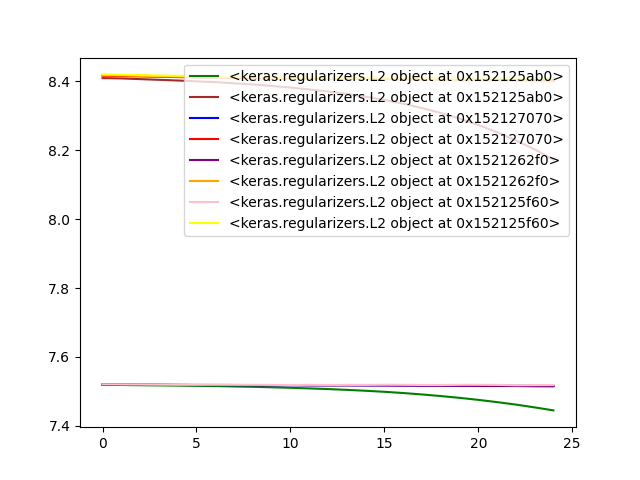 8.4
8.2
8.0
7.8
7.6
7.4
0
5
10
15
20
25
<keras.regularizers.L2 object at 0x152125ab0>
<keras.regularizers.L2 object at 0x152125ab0>
<keras.regularizers.L2 object at 0x152127070>
<keras.regularizers.L2 object at 0x152127070>
<keras.regularizers.L2 object at 0x1521262f0>
<keras.regularizers.L2 object at 0x1521262f0>
<keras.regularizers.L2 object at 0x152125f60>
<keras.regularizers.L2 object at 0x152125f60>